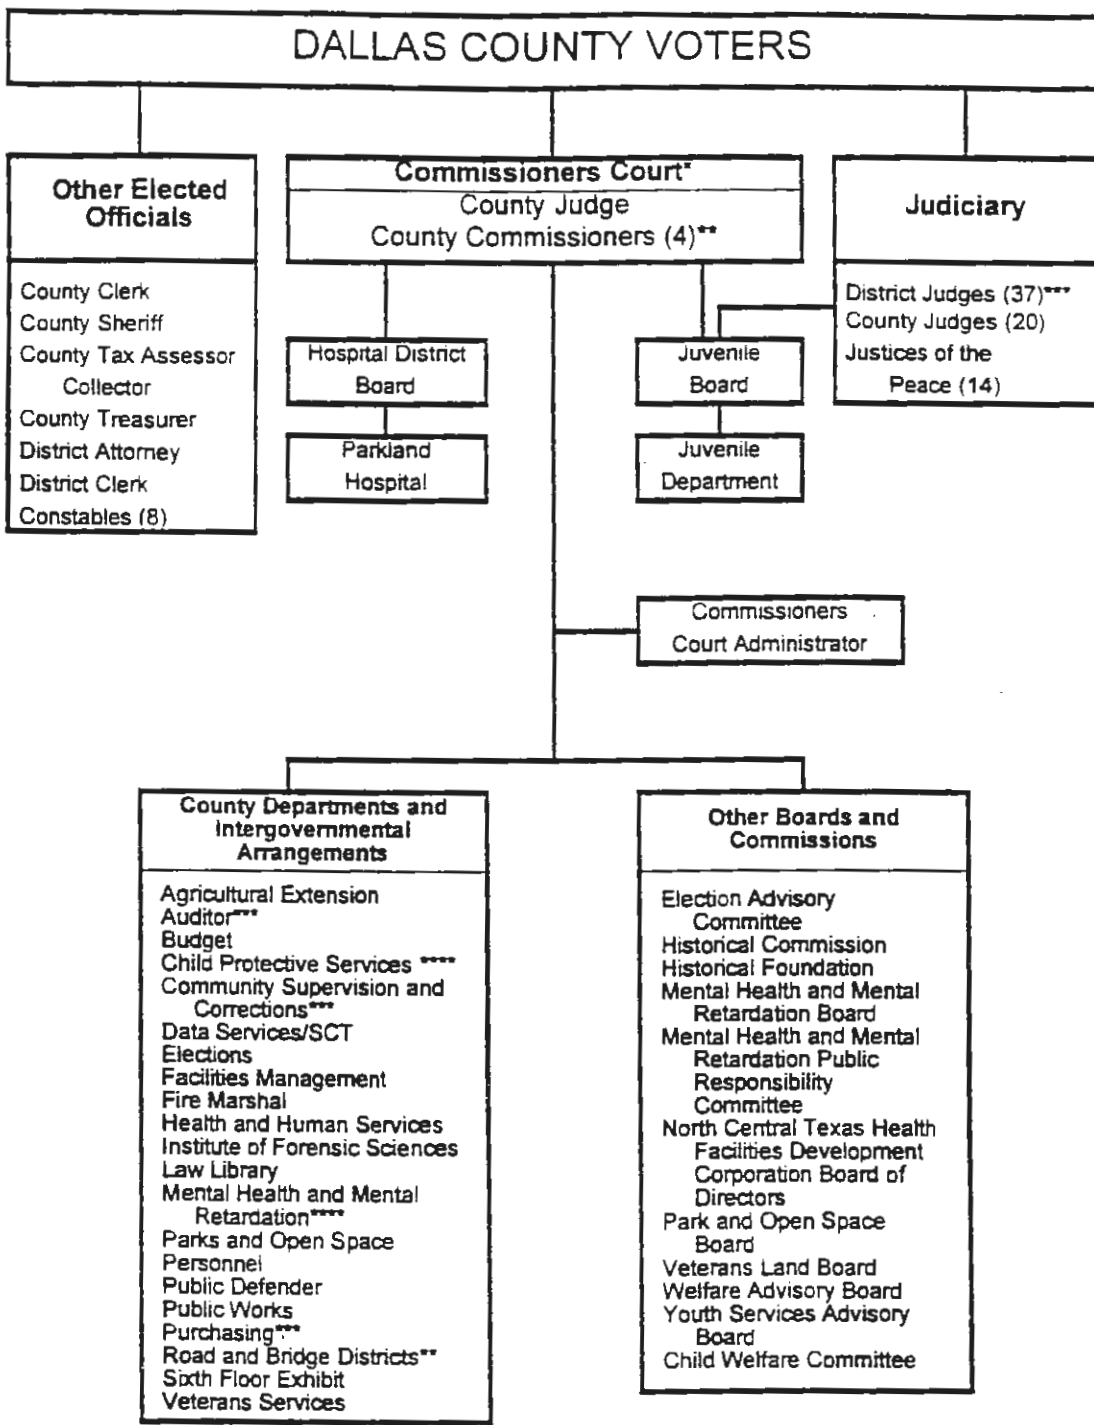 DALLAS COUNTY VOTERS
Other Elected
Officials
County Clerk
County Sheriff
County Tax Assessor
Collector
County Treasurer
District Attorney
District Clerk
Constables (8)
Commissioners Court*
County Judge
County Commissioners (4)**
Judiciary
District Judges (37)***
County Judges (20)
Justices of the
Peace (14)
Hospital District
Board
Parkland
Hospital
Juvenile
Board
Juvenile
Department
Commissioners
Court Administrator
County Departments and
Intergovernmental
Arrangements
Agricultural Extension
Auditor***
Budget
Child Protective Services ****
Community Supervision and
Corrections***
Data Services/SCT
Elections
Facilities Management
Fire Marshal
Health and Human Services
Institute of Forensic Sciences
Law Library
Mental Health and Mental
Retardation****
Parks and Open Space
Personnel
Public Defender
Public Works
Purchasing***
Road and Bridge Districts**
Sixth Floor Exhibit
Veterans Services
Other Boards and
Commissions
Election Advisory
Committee
Historical Commission
Historical Foundation
Mental Health and Mental
Retardation Board
Mental Health and Mental
Retardation Public
Responsibility
Committee
North Central Texas Health
Facilities Development
Corporation Board of
Directors
Park and Open Space
Board
Veterans Land Board
Welfare Advisory Board
Youth Services Advisory
Board
Child Welfare Committee